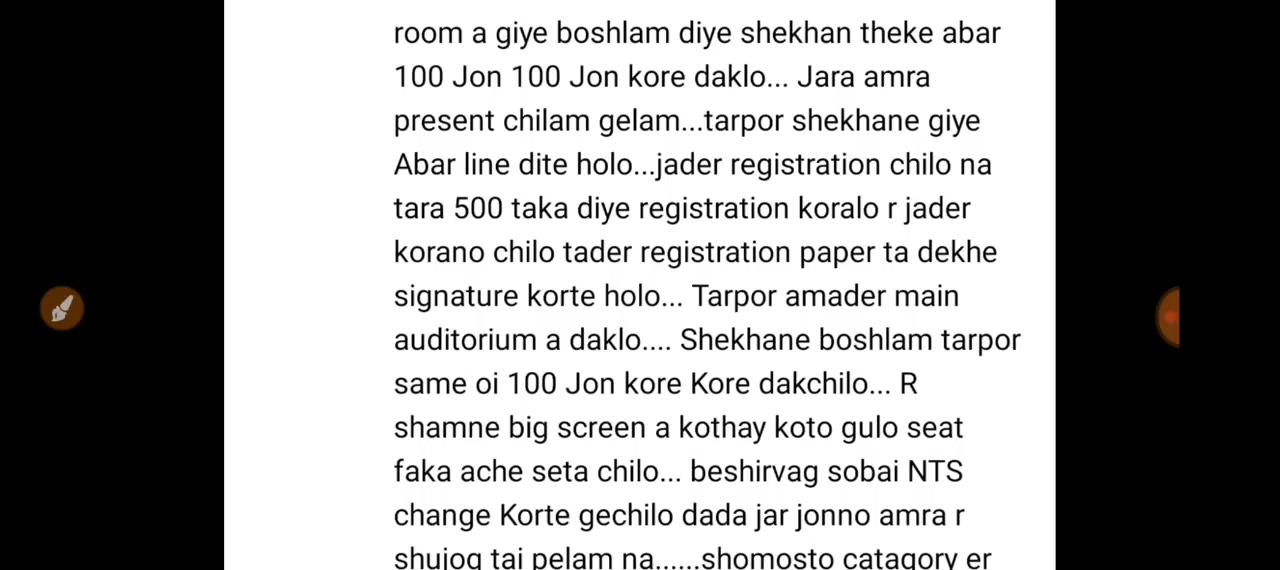 room a giye boshlam diye shekhan theke abar
100 Jon 100 Jon kore daklo... Jara amra
present chilam gelam...tarpor shekhane giye
Abar line dite holo...jader registration chilo na
tara 500 taka diye registration koralo r jader
korano chilo tader registration paper ta dekhe
signature korte holo... Tarpor amader main
auditorium a daklo.... Shekhane boshlam tarpor
same oi 100 Jon kore Kore dakchilo... R
shamne big screen a kothay koto gulo seat
faka ache seta chilo... beshirvag sobai NTS
change Korte gechilo dada jar jonno amra r
shujog tai pelam na......shomosto catagory er